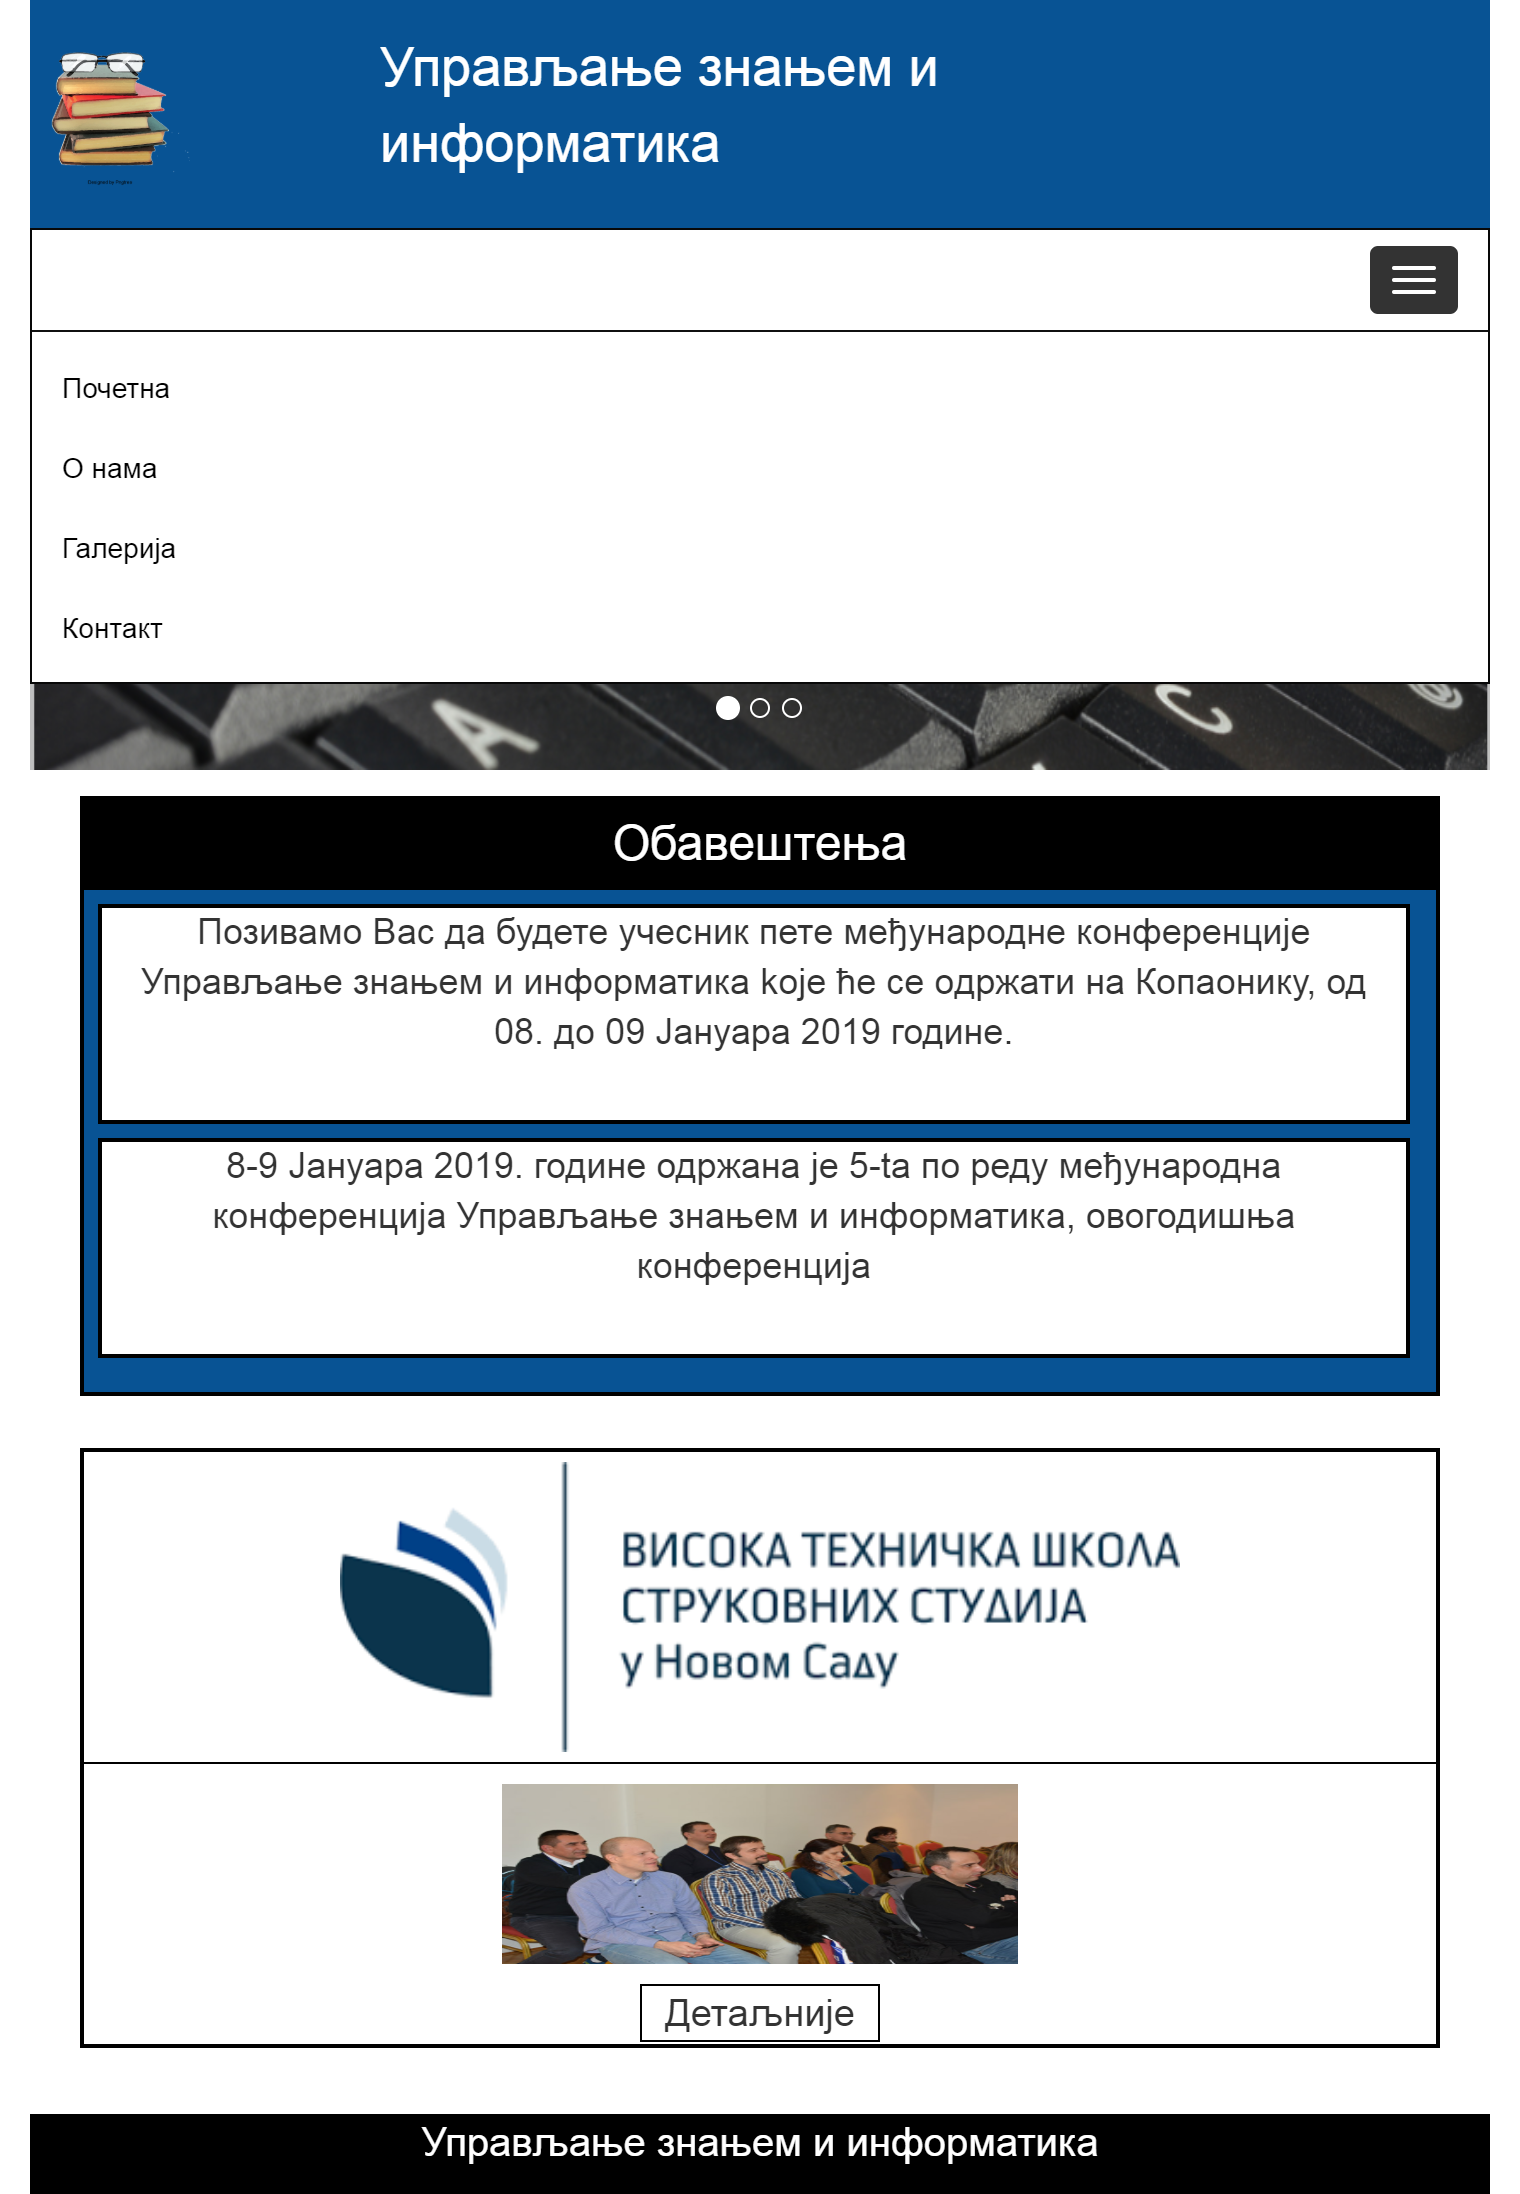 Управљање знањем и
информатика
Почетна
О нама
Галерија
Контакт
A
C
@
Обавештења
Позивамо Вас да будете учесник пете међународне конференције
Управљање знањем и информатика kоје ће се одржати на Копаонику, од
08. до 09 Јануара 2019 године.
8-9 Јануара 2019. године одржана је 5-ta по реду међународна
конференција Управљање знањем и информатика, овогодишња
конференција
ВИСОКА ТЕХНИЧКА ШКОЛА
СТРУКОВНИХ СТУДИЈА
у Новом Саду
Детаљније
Управљање знањем и информатика